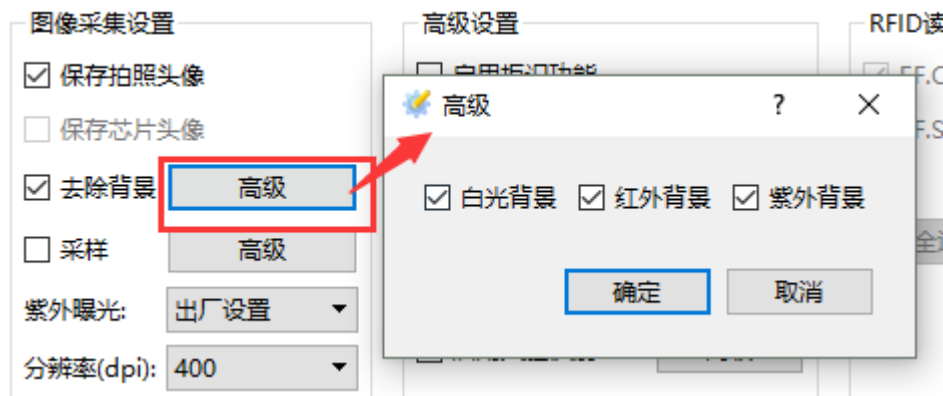 图像采集设置
保存拍照头像
保存芯片头像
去除背景
高级
采样
高级
紫外曝光:
出厂设置
分辨率(dpi):
400
高级设置
高级
?
白光背景
红外背景
紫外背景
确定
取消
RFID读